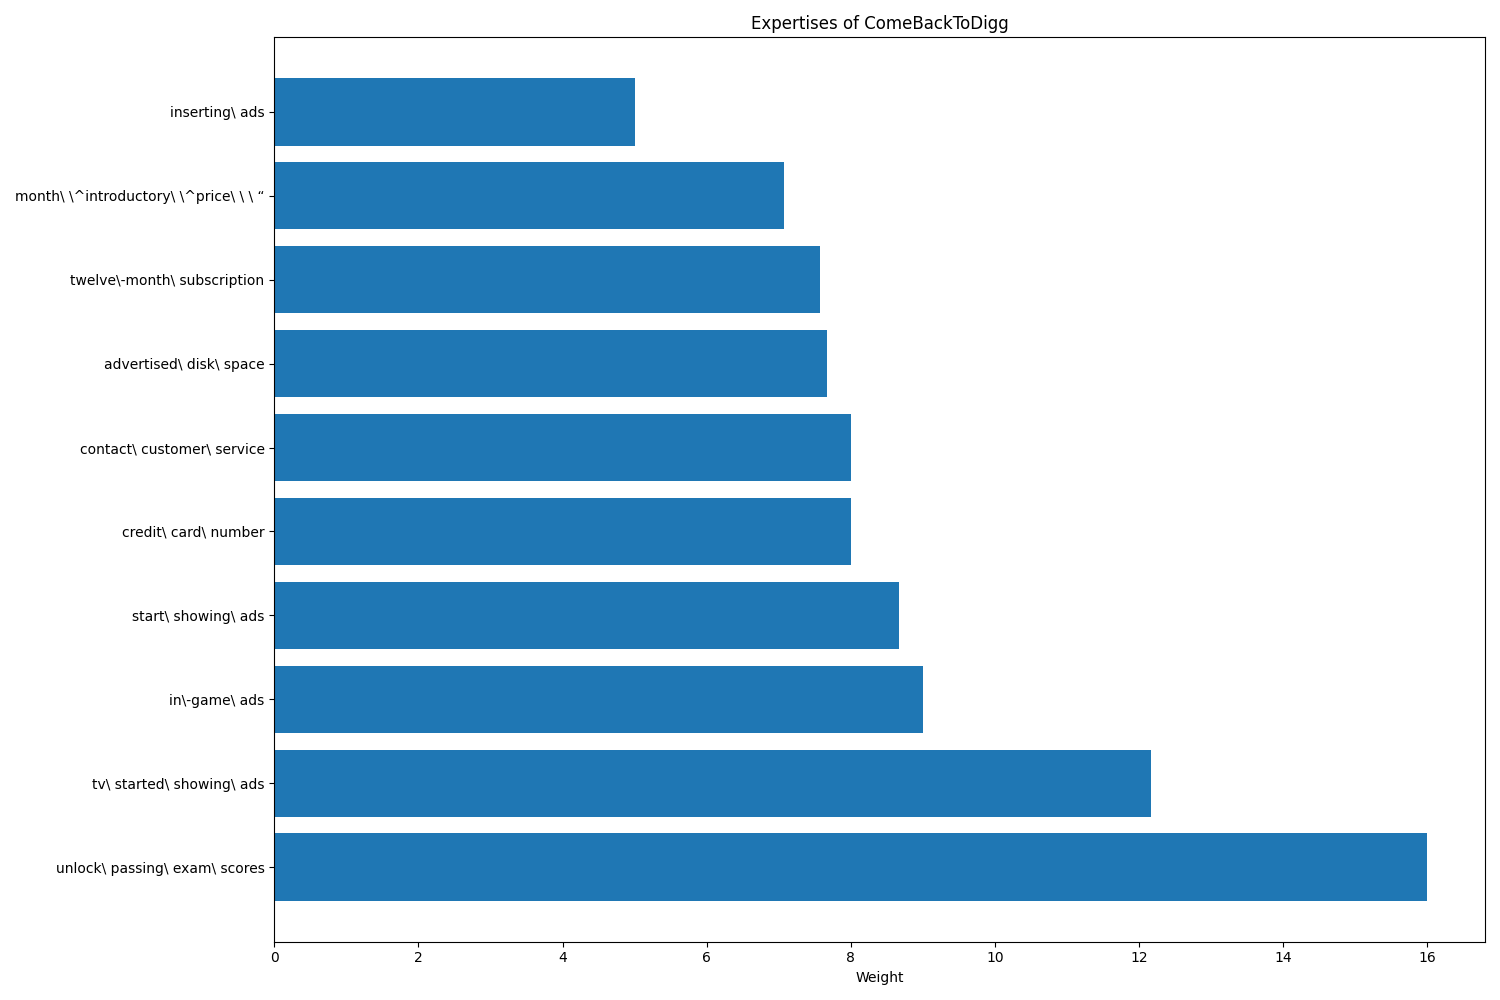 Expertises of ComeBackToDigg
inserting\ ads
month\ \^introductory\ \^price\ \ \ “
twelve\-month\ subscription
advertised\ disk\ space
contact\ customer\ service
credit\ card\ number
start\ showing\ ads
in\-game\ ads
tv\ started\ showing\ ads
unlock\ passing\ exam\ scores
0 2 4 6 8 10 12 14 16
Weight